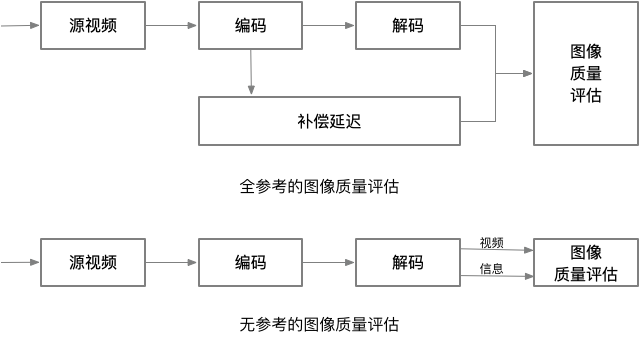 源视频
编码
解码
图像
质量
评估
补偿延迟
全参考的图像质量评估
源视频
编码
解码
视频
信息
图像
质量评估
无参考的图像质量评估